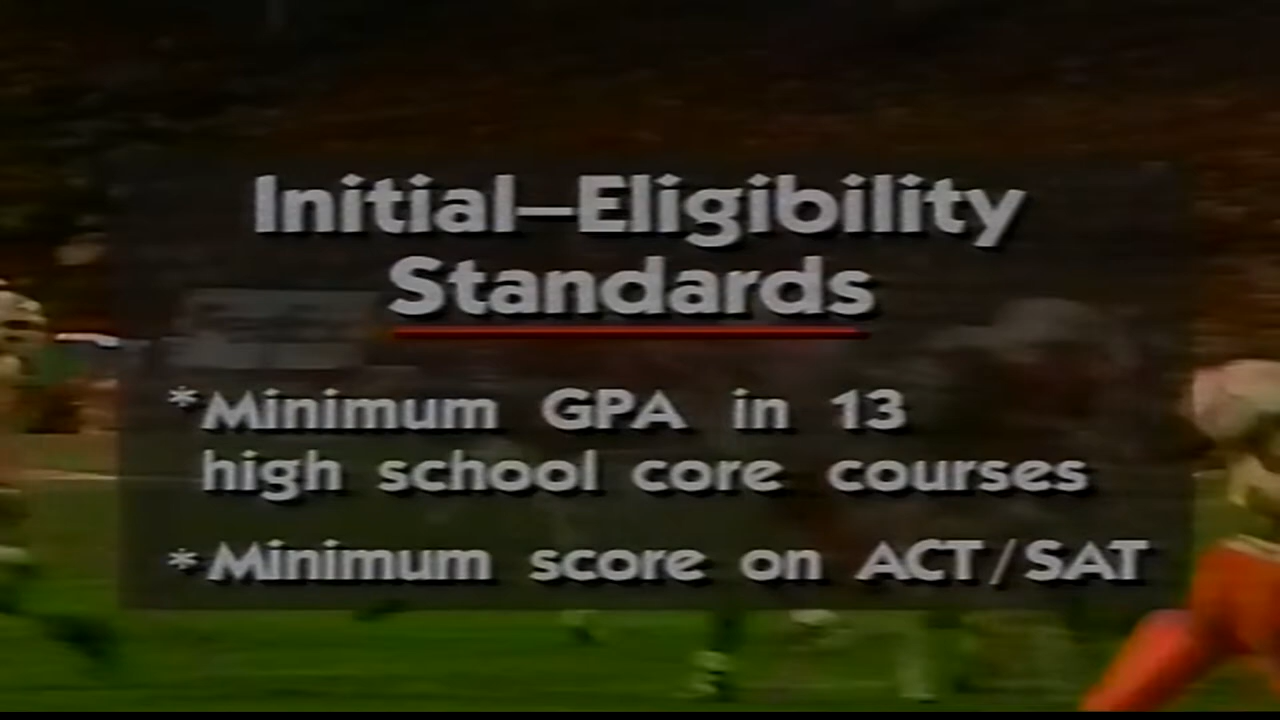 Initial–Eligibility
Standards
*Minimum GPA in 13
high school core courses
*Minimum score on ACT/SAT